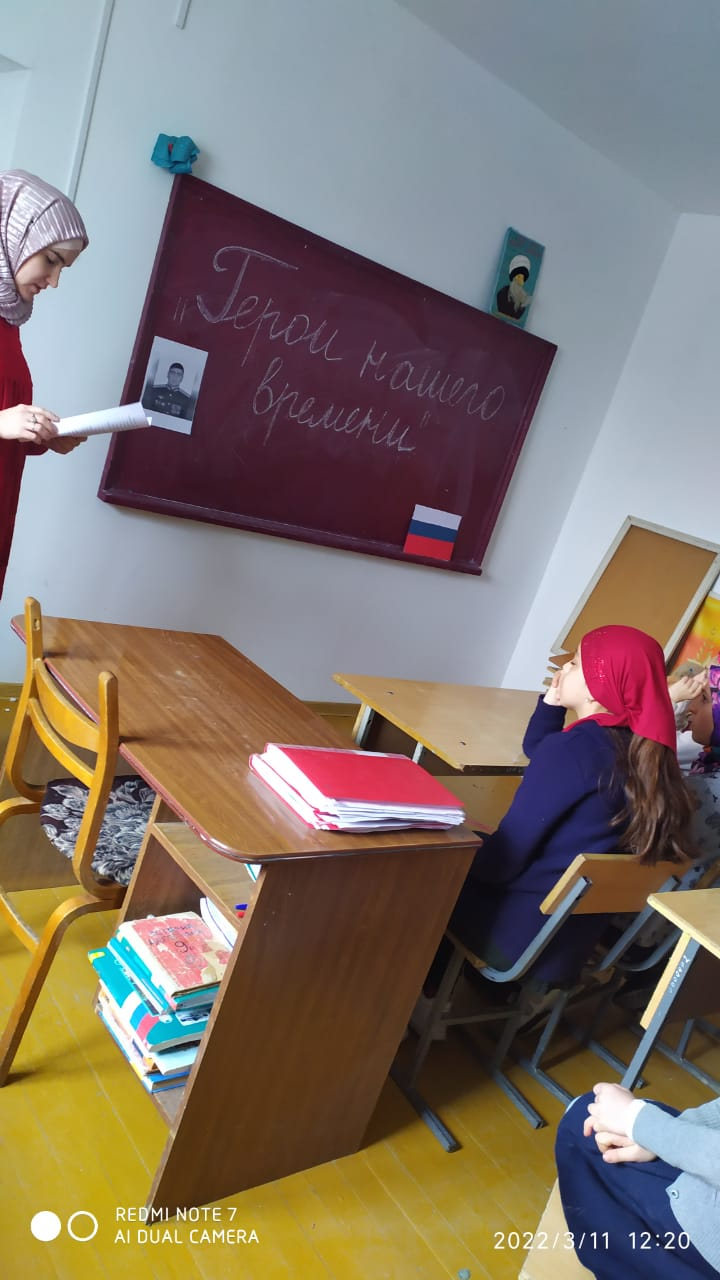 "Герои нашего
времени"
REDMI NOTE 7
AI DUAL CAMERA
2022/3/11 12:20